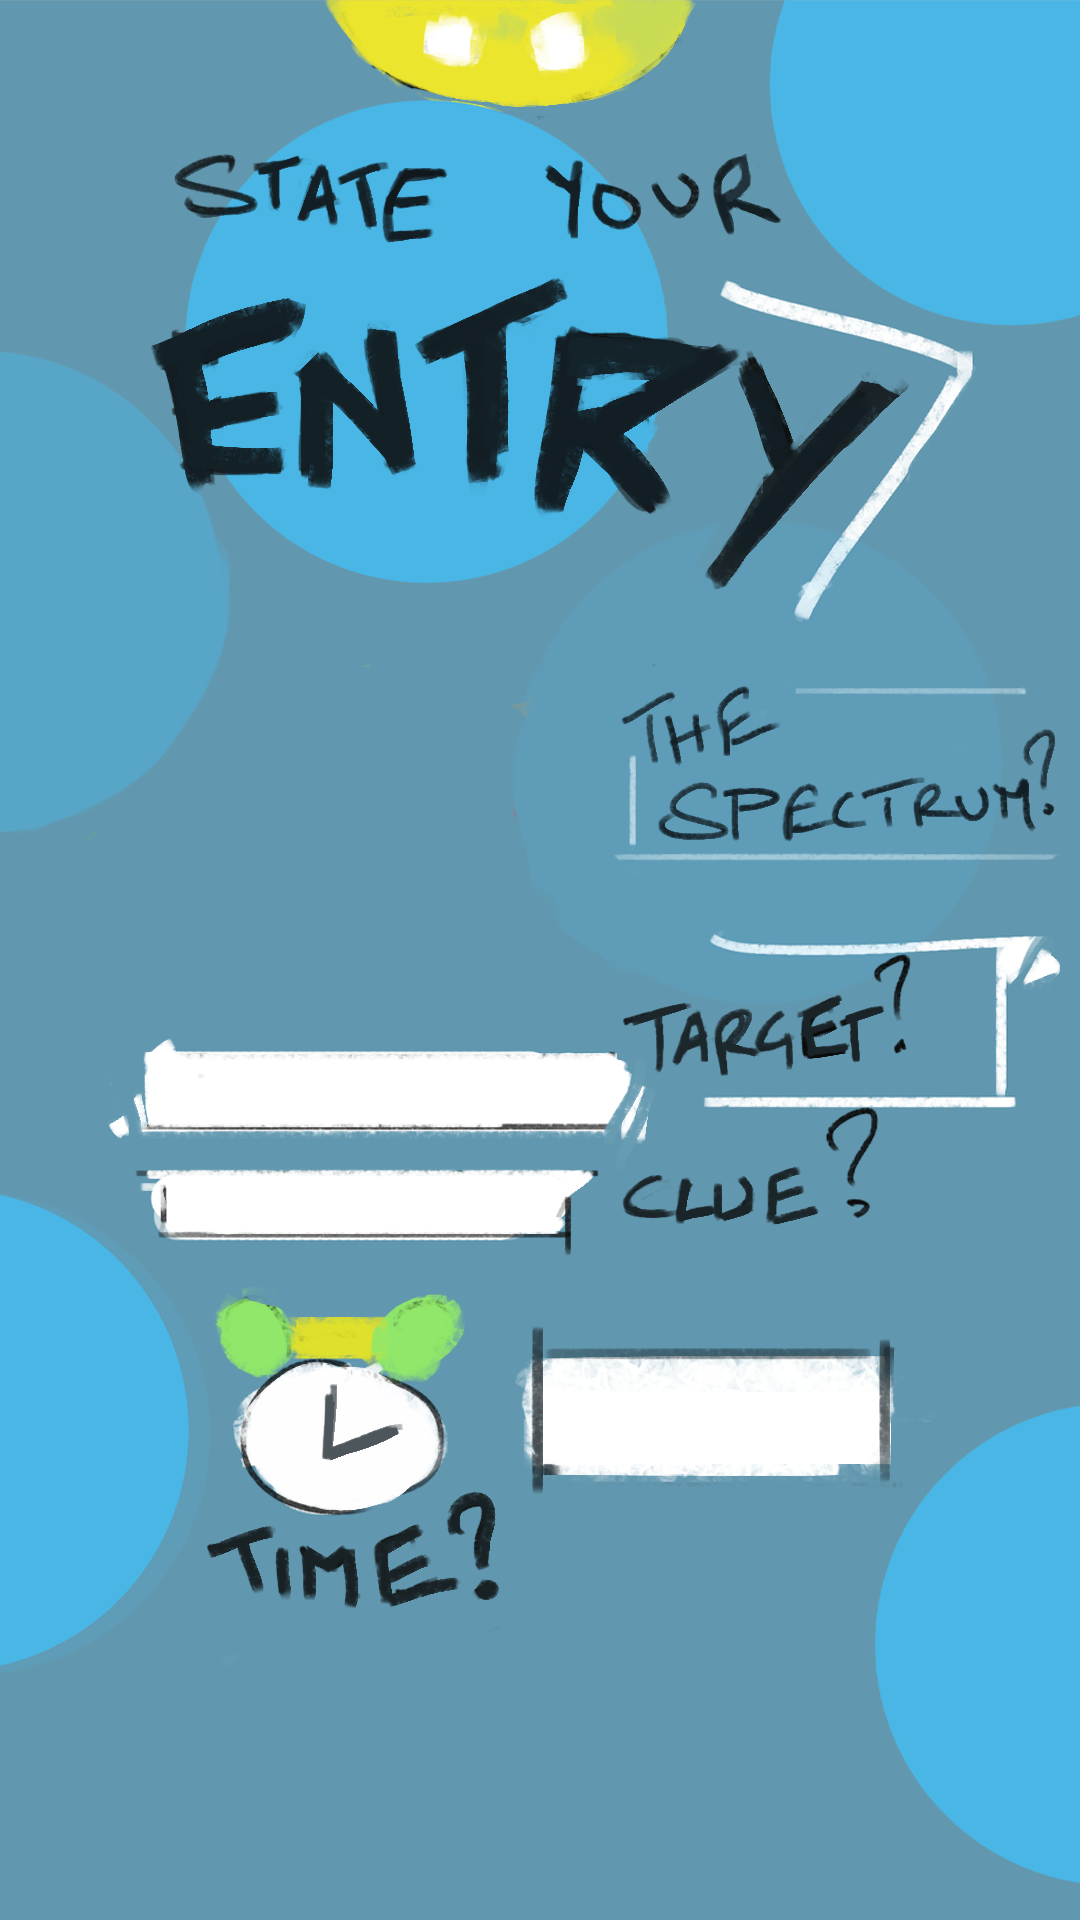 STATE YOUR
ENTRY
THE
SPECTRUM?
TARGET?
CLUE?
TIME?